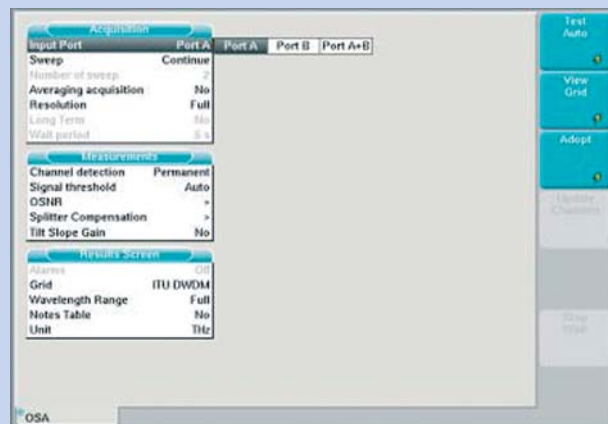 Acquisition
Input Port Port A Port A Port B Port A+B
Sweep Continue
Number of sweep 2
Averaging acquisition No
Resolution Full
Long Term No
Wait period 5 s
Measurements
Channel detection Permanent
Signal threshold Auto
OSNR »
Splitter Compensation »
Tilt Slope Gain No
Results Screen
Alarms Off
Grid ITU DWDM
Wavelength Range Full
Notes Table No
Unit THz
Test
Auto
View
Grid
Adopt
Update
Channels
OSA